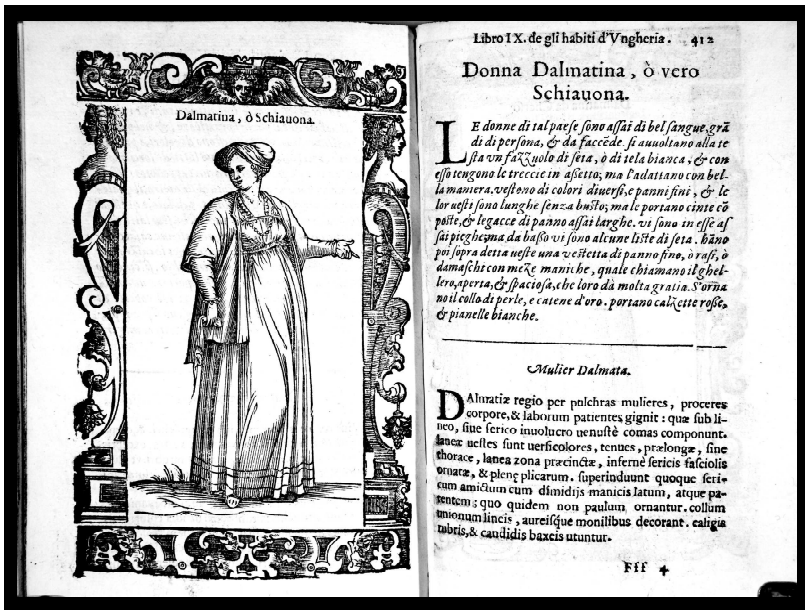 Dalmatina, ò Schiauona.
Libro IX. de gli habiti d'Vngheria. 412
Donna Dalmatina, ò vero
Schiauona.
LE donne di tal paese sono assai di bel sangue, grã
di di persona, & da faccẽde. si auuoltano alla te
sta vn fazzuolo di seta, ò di tela bianca, & con
esso tengono le treccie in assetto; ma l'adattano con bel-
la maniera. vestono di colori diuersi, e panni fini, & le
lor uesti sono lunghe senza busto; ma le portano cinte cõ
poste, & legacce di panno assai larghe. vi sono in esse as
sai pieghe; ma da basso vi sono alcune liste di seta. hãno
poi sopra detta ueste una vestetta di panno fino, ò rasi, ò
damaschi con meze maniche, quale chiamano il ghel-
lero, aperta, & spaciosa, che loro dà molta gratia. S'orna
no il collo di perle, e catene d'oro. portano calzette rosse,
& pianelle bianche.
Mulier Dalmata.
DAlmatiæ regio per pulchras mulieres, proceres
corpore, & laborum patientes gignit: quæ sub li-
neo, siue serico inuolucro uenustè comas componunt.
laneæ uestes sunt uersicolores, tenues, prælongæ, sine
thorace, lanea zona præcinctæ, infernè sericis fasciolis
ornatæ, & plenę plicarum. superinduunt quoque seri-
cum amictum cum dimidijs manicis latum, atque pa-
tentem; quo quidem non paulum ornantur. collum
unionum lincis, aureisque monilibus decorant. caligis
rubris, & candidis baxeis utuntur.
Fff 4